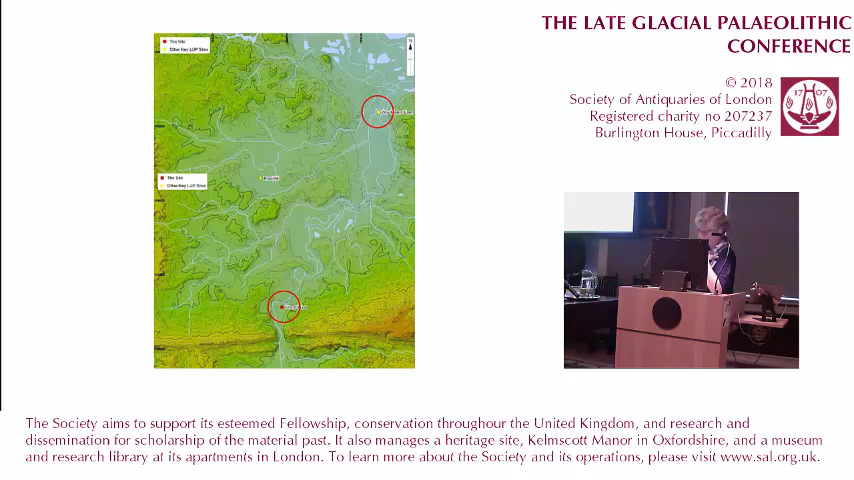 THE LATE GLACIAL PALAEOLITHIC
CONFERENCE
© 2018
Society of Antiquaries of London
Registered charity no 207237
Burlington House, Piccadilly
17 07
The Site
Other Key LUP Sites
The Site
Other Key LUP Sites
The Society aims to support its esteemed Fellowship, conservation throughour the United Kingdom, and research and
dissemination for scholarship of the material past. It also manages a heritage site, Kelmscott Manor in Oxfordshire, and a museum
and research library at its apartments in London. To learn more about the Society and its operations, please visit www.sal.org.uk.